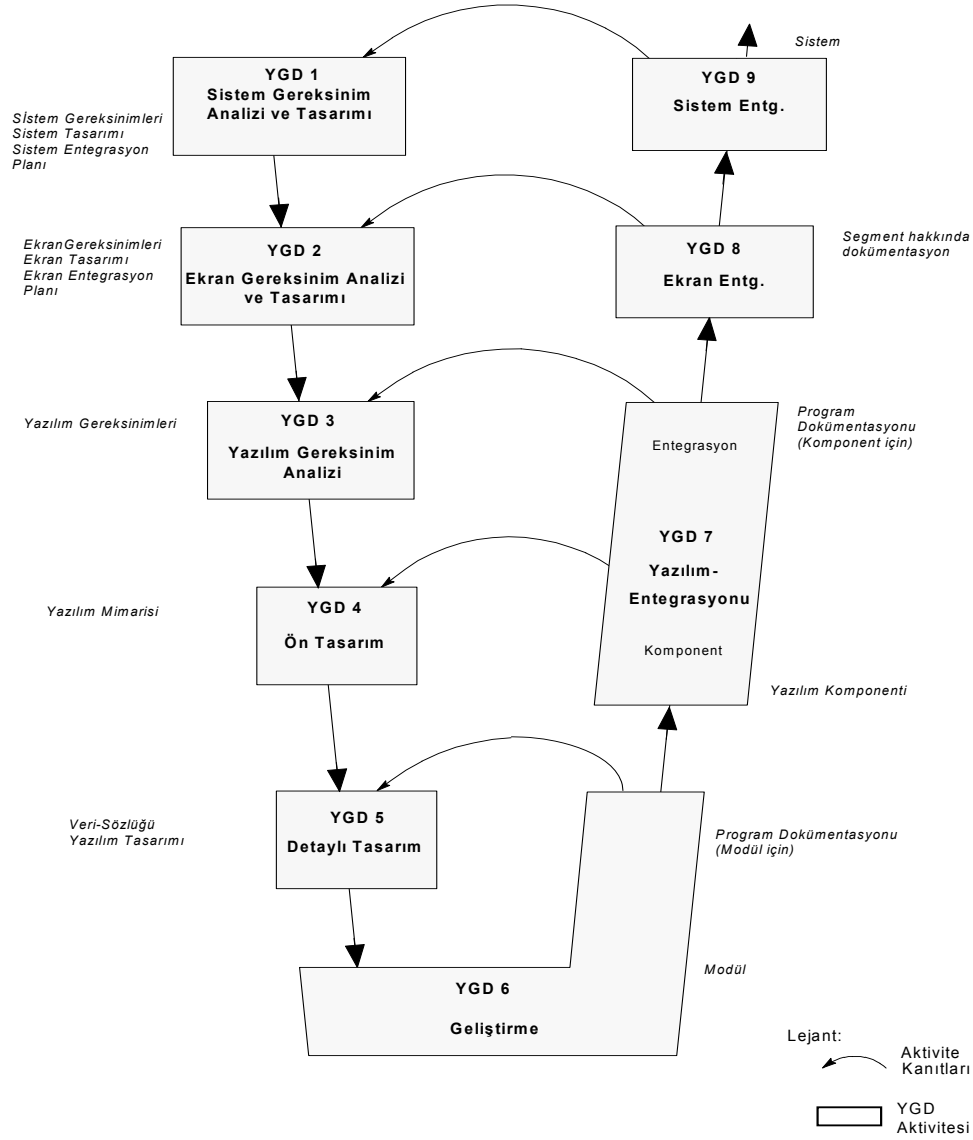 Sistem
YGD 1
Sistem Gereksinim
Analizi ve Tasarımı
YGD 9
Sistem Entg.
Sİstem Gereksinimleri
Sistem Tasarımı
Sistem Entegrasyon
Planı
YGD 2
Ekran Gereksinim Analizi
ve Tasarımı
YGD 8
Ekran Entg.
Segment hakkında
dokümentasyon
EkranGereksinimleri
Ekran Tasarımı
Ekran Entegrasyon
Planı
YGD 3
Yazılım Gereksinim
Analizi
Yazılım Gereksinimleri
Entegrasyon
Program
Dokümentasyonu
(Komponent için)
YGD 7
Yazılım-
Entegrasyonu
Komponent
YGD 4
Ön Tasarım
Yazılım Mimarisi
Yazılım Komponenti
YGD 5
Detaylı Tasarım
Veri-Sözlüğü
Yazılım Tasarımı
Program Dokümentasyonu
(Modül için)
Modül
YGD 6
Geliştirme
Lejant:
Aktivite
Kanıtları
YGD
Aktivitesi